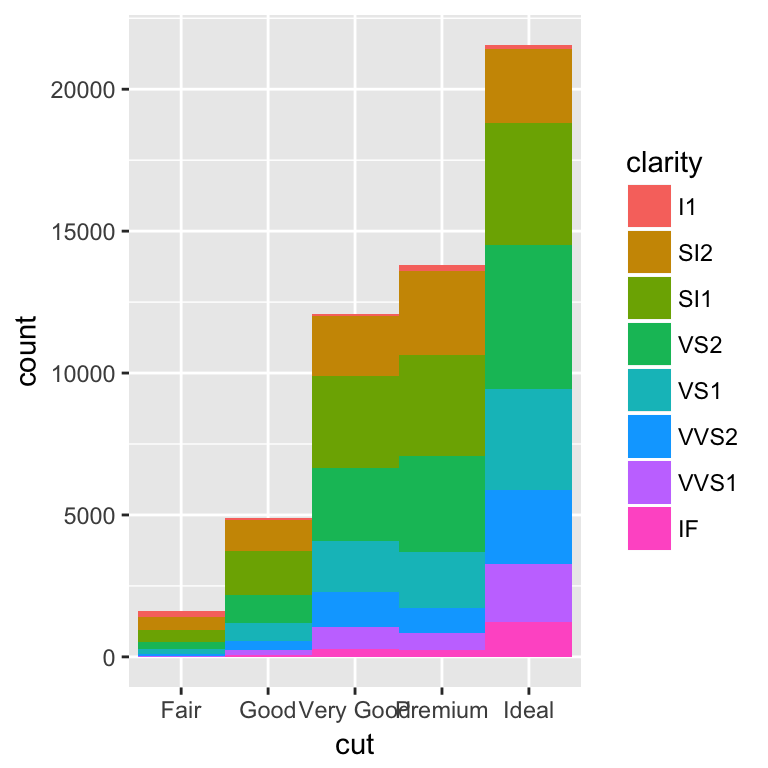 20000
15000
10000
5000
0
count
Fair
Good
Very Good
Premium
Ideal
cut
clarity
I1
SI2
SI1
VS2
VS1
VVS2
VVS1
IF